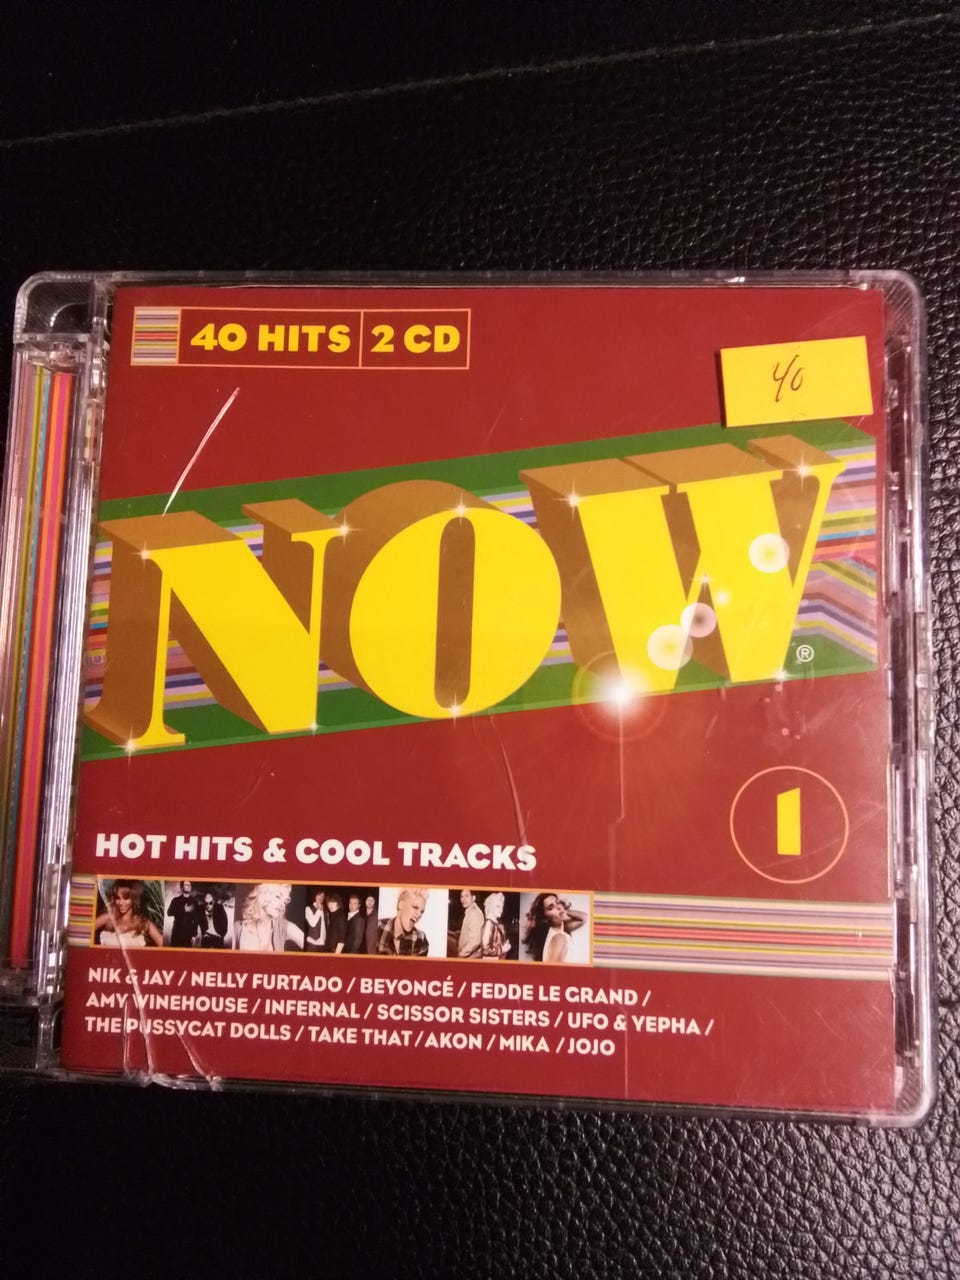 40 HITS 2 CD
40
NOW®
1
HOT HITS & COOL TRACKS
NIK & JAY / NELLY FURTADO / BEYONCÉ / FEDDE LE GRAND /
AMY WINEHOUSE / INFERNAL / SCISSOR SISTERS / UFO & YEPHA /
THE PUSSYCAT DOLLS / TAKE THAT / AKON / MIKA / JOJO